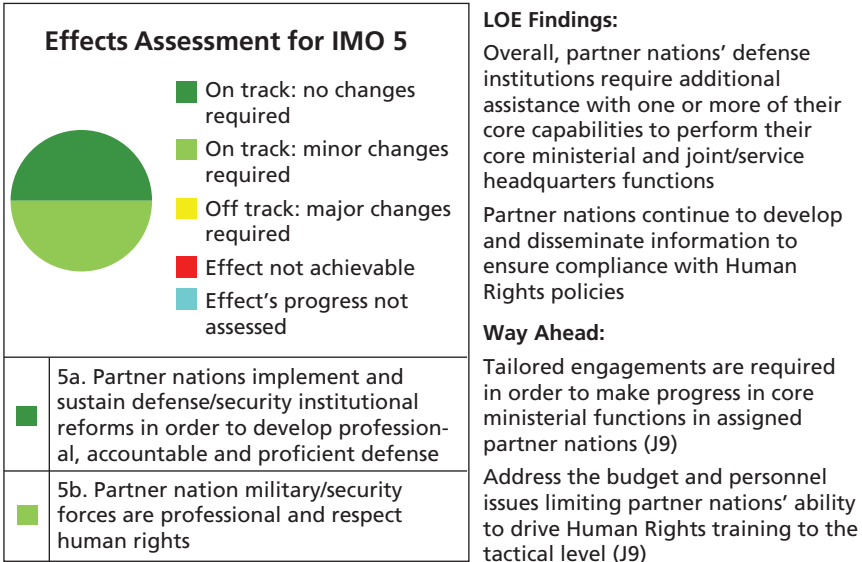 Effects Assessment for IMO 5
On track: no changes
required
On track: minor changes
required
Off track: major changes
required
Effect not achievable
Effect's progress not
assessed
5a. Partner nations implement and
sustain defense/security institutional
reforms in order to develop profession-
al, accountable and proficient defense
5b. Partner nation military/security
forces are professional and respect
human rights
LOE Findings:
Overall, partner nations' defense
institutions require additional
assistance with one or more of their
core capabilities to perform their
core ministerial and joint/service
headquarters functions
Partner nations continue to develop
and disseminate information to
ensure compliance with Human
Rights policies
Way Ahead:
Tailored engagements are required
in order to make progress in core
ministerial functions in assigned
partner nations (J9)
Address the budget and personnel
issues limiting partner nations' ability
to drive Human Rights training to the
tactical level (J9)